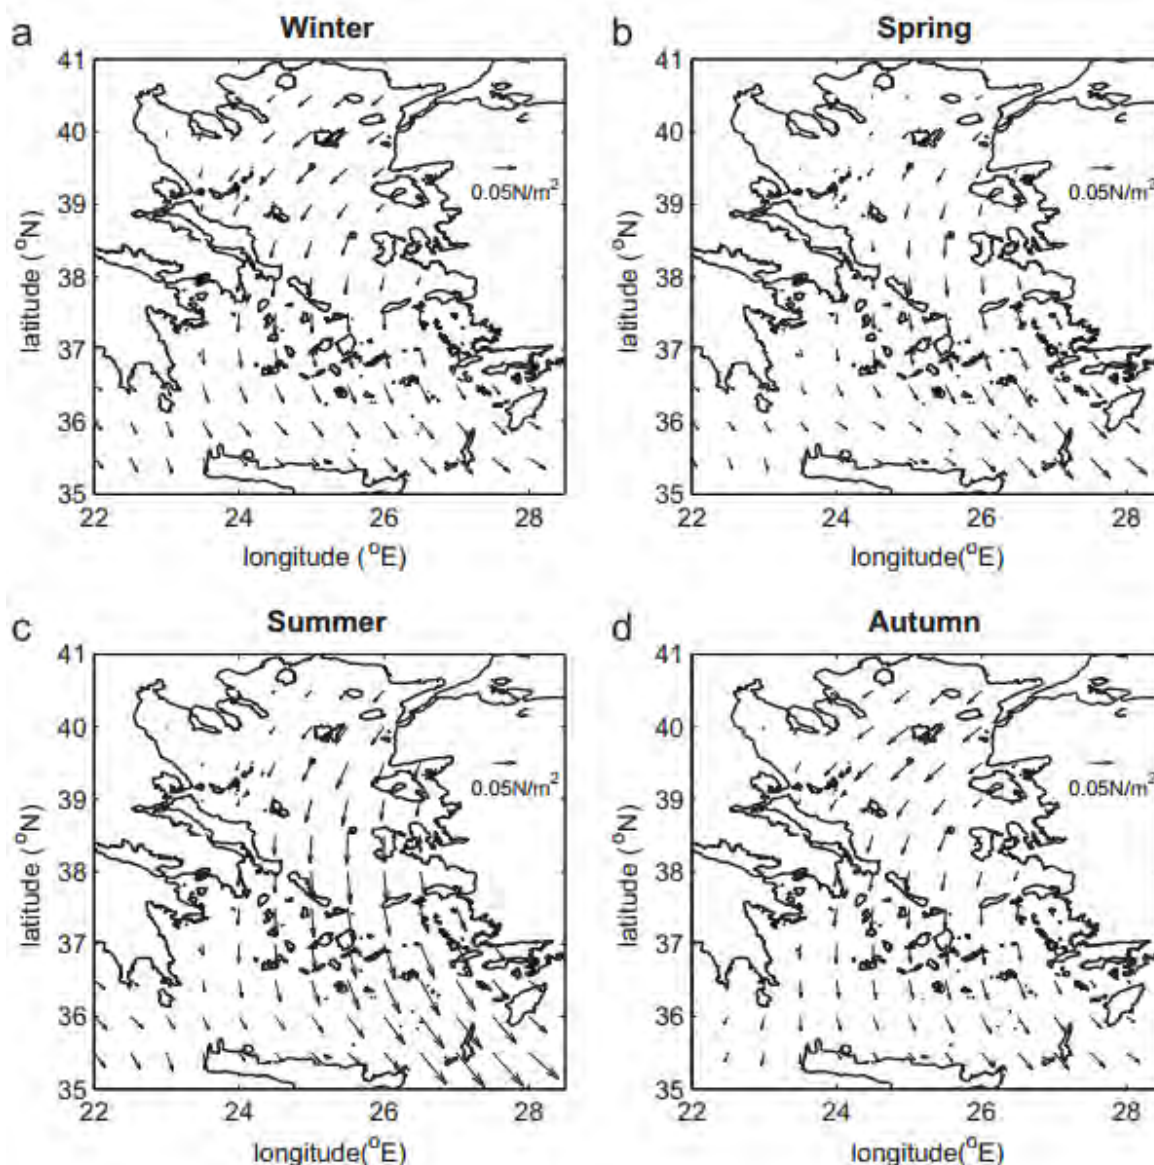 a Winter
41
40
39
38
37
36
35
22 24 26 28
latitude (°N)
longitude (°E)
0.05N/m²
b Spring
41
40
39
38
37
36
35
22 24 26 28
latitude (°N)
longitude(°E)
0.05N/m²
c Summer
41
40
39
38
37
36
35
22 24 26 28
latitude (°N)
longitude(°E)
0.05N/m²
d Autumn
41
40
39
38
37
36
35
22 24 26 28
latitude (°N)
longitude(°E)
0.05N/m²